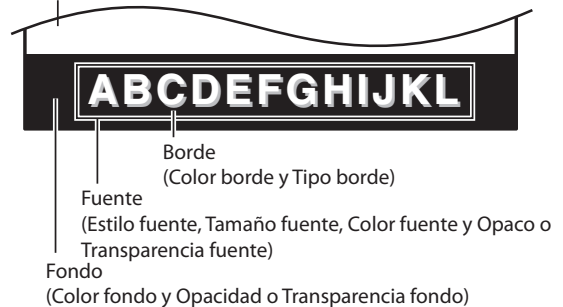 ABCDEFGHIJKL
Borde
(Color borde y Tipo borde)
Fuente
(Estilo fuente, Tamaño fuente, Color fuente y Opaco o
Transparencia fuente)
Fondo
(Color fondo y Opacidad o Transparencia fondo)